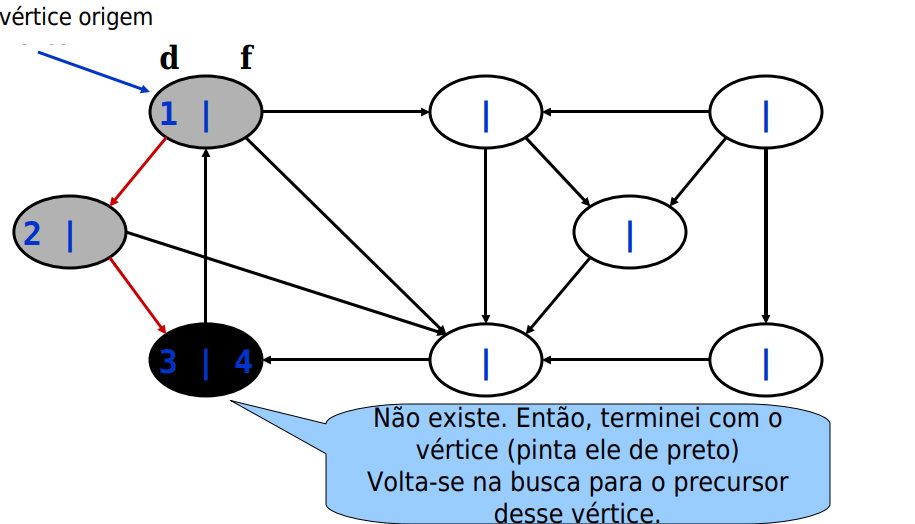 vértice origem
d f
1 | | |
2 | |
3 | 4 | |
Não existe. Então, terminei com o
vértice (pinta ele de preto)
Volta-se na busca para o precursor
desse vértice.